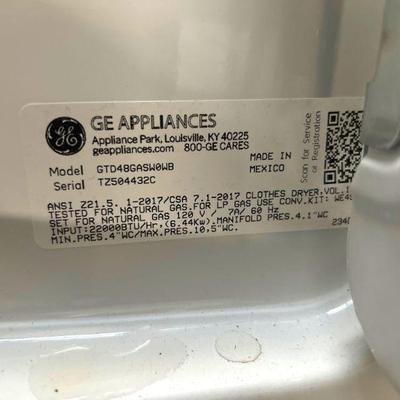 GE APPLIANCES
Appliance Park, Louisville, KY 40225
geappliances.com 800-GE CARES
Model GTD48GASW0WB
Serial TZ504432C
MADE IN
MEXICO
Scan for Service
or Registration
ANSI Z21.5. 1-2017/CSA 7.1-2017 CLOTHES DRYER,VOL.1
TESTED FOR NATURAL GAS.FOR LP GAS USE CONV.KIT:
SET FOR NATURAL GAS 120 V / 7A/ 60 Hz
INPUT:22000BTU/Hr,(6.44Kw).MANIFOLD PRES.4.1"WC
MIN.PRES.4"WC/MAX.PRES.10.5"WC.